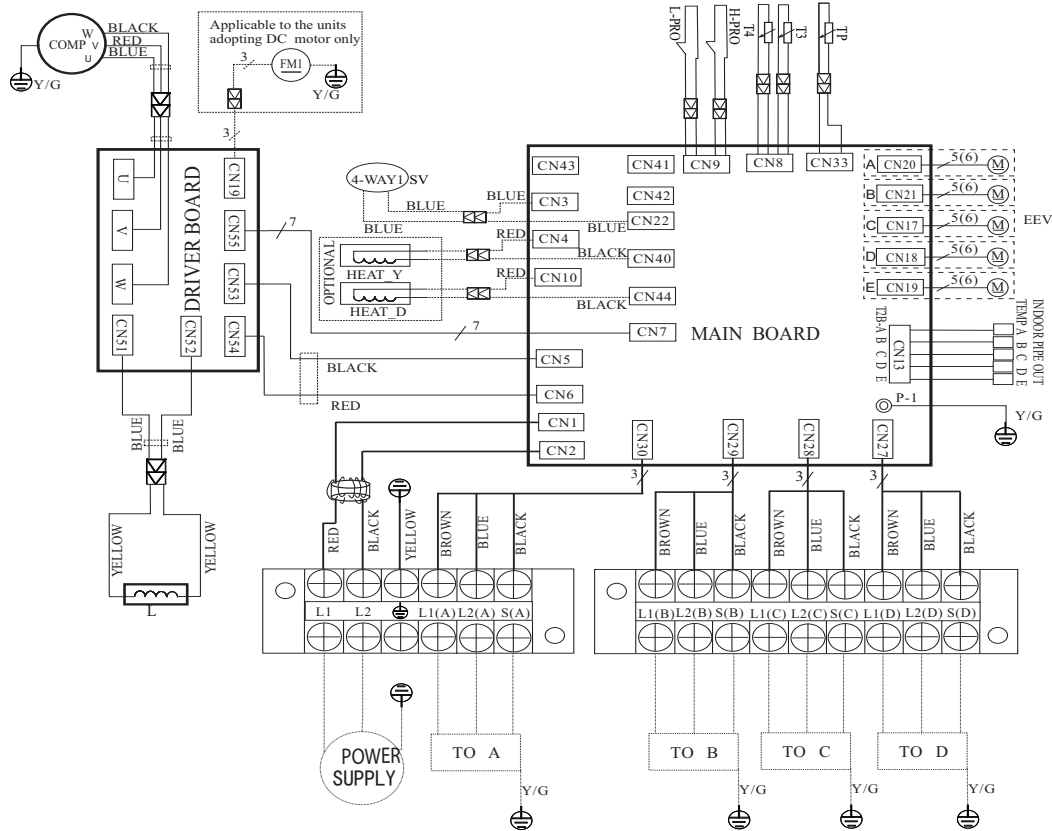 BLACK
RED
BLUE
COMP
W
V
U
Y/G
Applicable to the units
adopting DC motor only
3
FM1
Y/G
3
L-PRO
H-PRO
T4
T3
TP
DRIVER BOARD
U
V
W
CN19
CN55
CN53
CN54
CN51
CN52
7
BLUE
BLUE
YELLOW
YELLOW
L
4-WAY1 SV
BLUE
BLUE
BLUE
BLUE
OPTIONAL
HEAT_Y
HEAT_D
RED
BLACK
RED
BLACK
7
BLACK
RED
MAIN BOARD
CN43
CN41
CN9
CN8
CN33
CN42
CN3
CN22
CN4
CN40
CN10
CN44
CN7
CN5
CN6
CN1
CN2
A CN20 5(6) M
B CN21 5(6) M
C CN17 5(6) M
D CN18 5(6) M
E CN19 5(6) M
EEV
T2B-A
B
C
D
E
CN13
INDOOR PIPE OUT
TEMP A
B
C
D
E
P-1
Y/G
CN30
CN29
CN28
CN27
3
3
3
3
RED
BLACK
YELLOW
BROWN
BLUE
BLACK
BROWN
BLUE
BLACK
BROWN
BLUE
BLACK
BROWN
BLUE
BLACK
L1 L2 L1(A) L2(A) S(A)
L1(B) L2(B) S(B) L1(C) L2(C) S(C) L1(D) L2(D) S(D)
POWER
SUPPLY
TO A
Y/G
TO B
Y/G
TO C
Y/G
TO D
Y/G